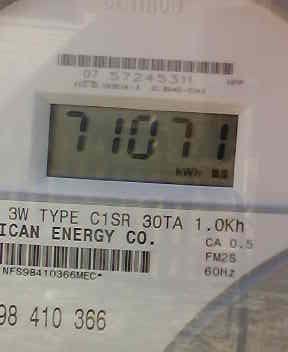 07 57245311
71071
kWh
3W TYPE C1SR 30TA 1.0Kh
ICAN ENERGY CO.
CA 0.5
FM2S
60Hz
NFS98410366MEC*
98 410 366